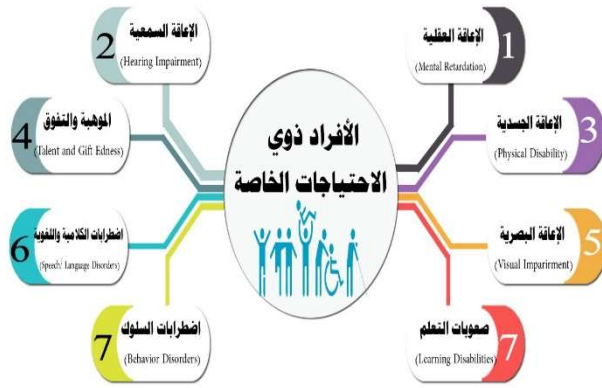 الأفراد ذوي
الاحتياجات الخاصة
1
الإعاقة العقلية
(Mental Retardation)
2
الإعاقة السمعية
(Hearing Impairment)
3
الإعاقة الجسدية
(Physical Disability)
4
الموهبة والتفوق
(Talent and Gift Edness)
5
الإعاقة البصرية
(Visual Impairirment)
6
اضطرابات الكلامية واللغوية
(Speech/ Language Disorders)
7
صعوبات التعلم
(Learning Disabilities)
7
اضطرابات السلوك
(Behavior Disorders)